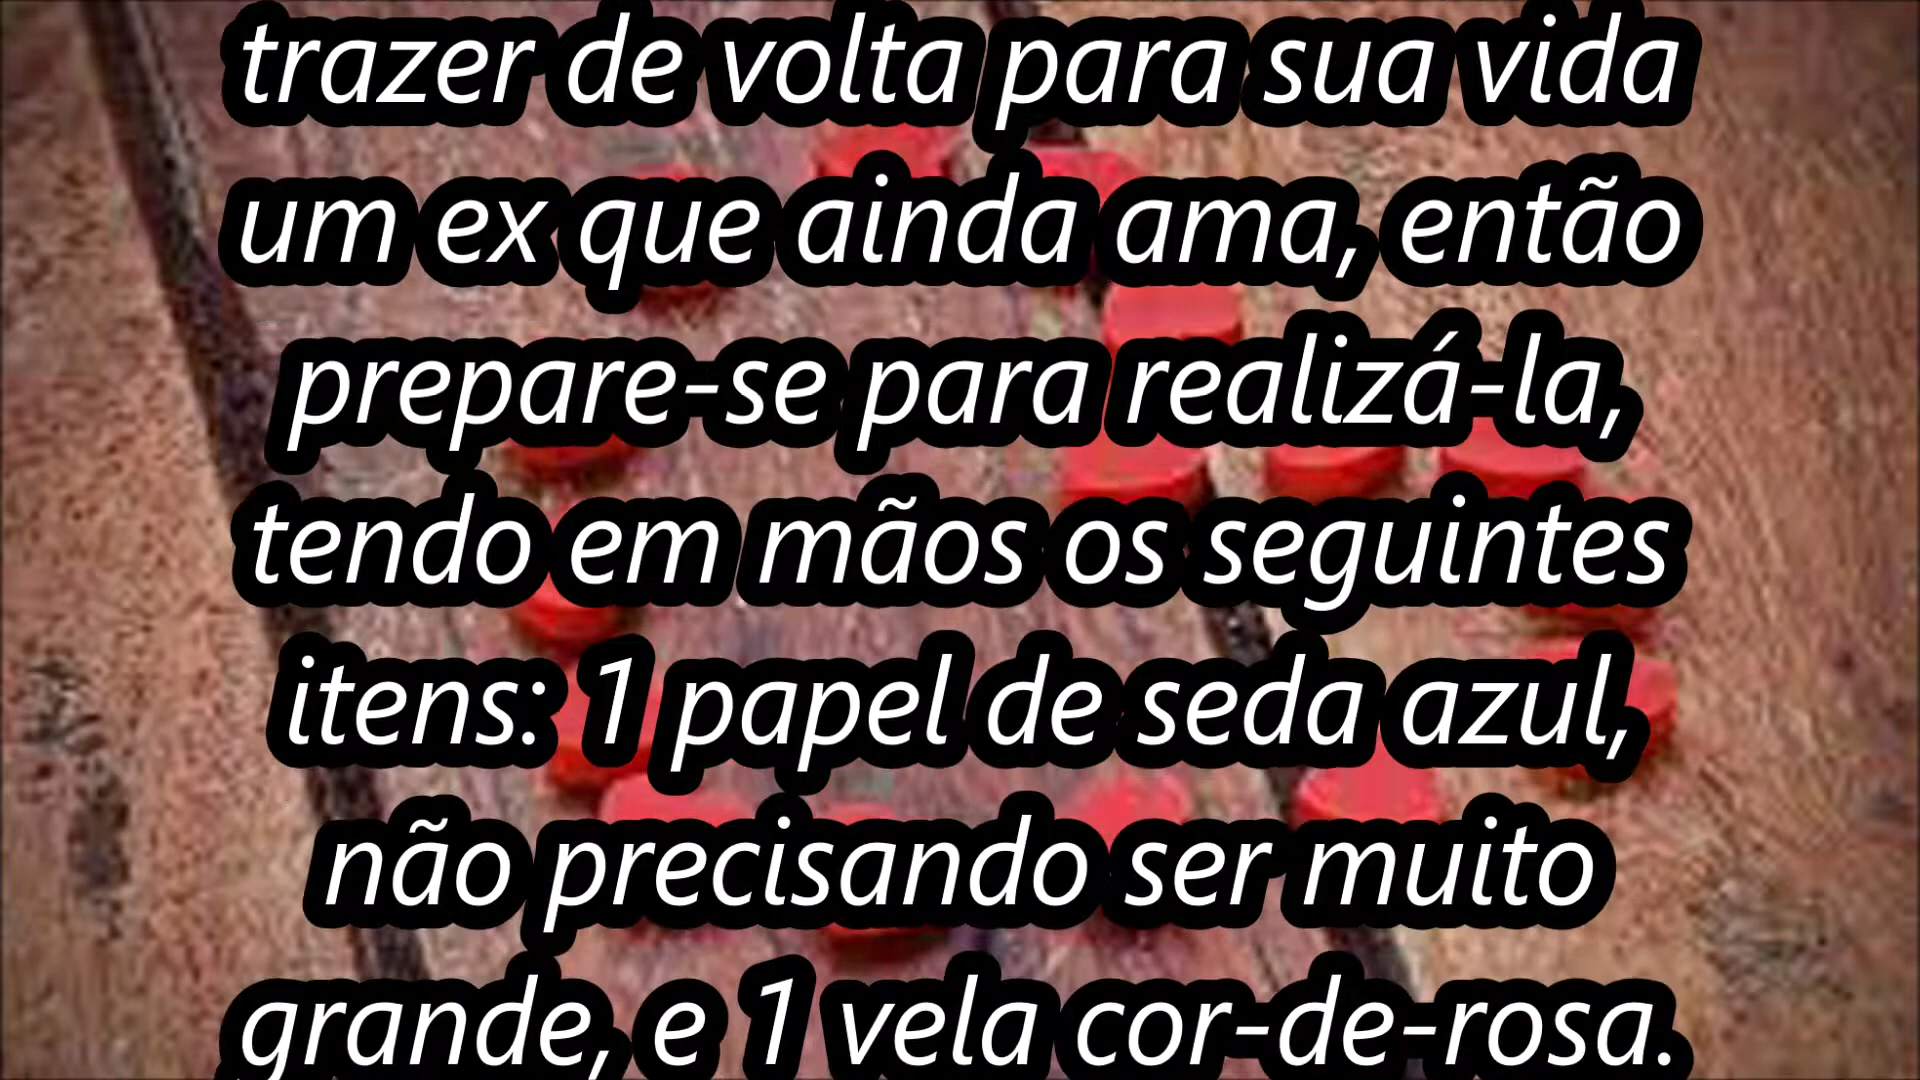 trazer de volta para sua vida
um ex que ainda ama, então
prepare-se para realizá-la,
tendo em mãos os seguintes
itens: 1 papel de seda azul,
não precisando ser muito
grande, e 1 vela cor-de-rosa.